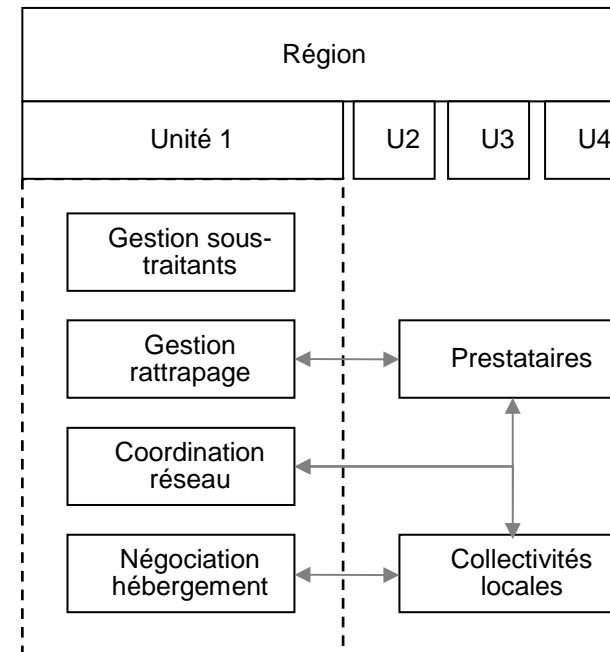 Région
Unité 1 U2 U3 U4
Gestion sous-
traitants
Gestion
rattrapage
Prestataires
Coordination
réseau
Négociation
hébergement
Collectivités
locales